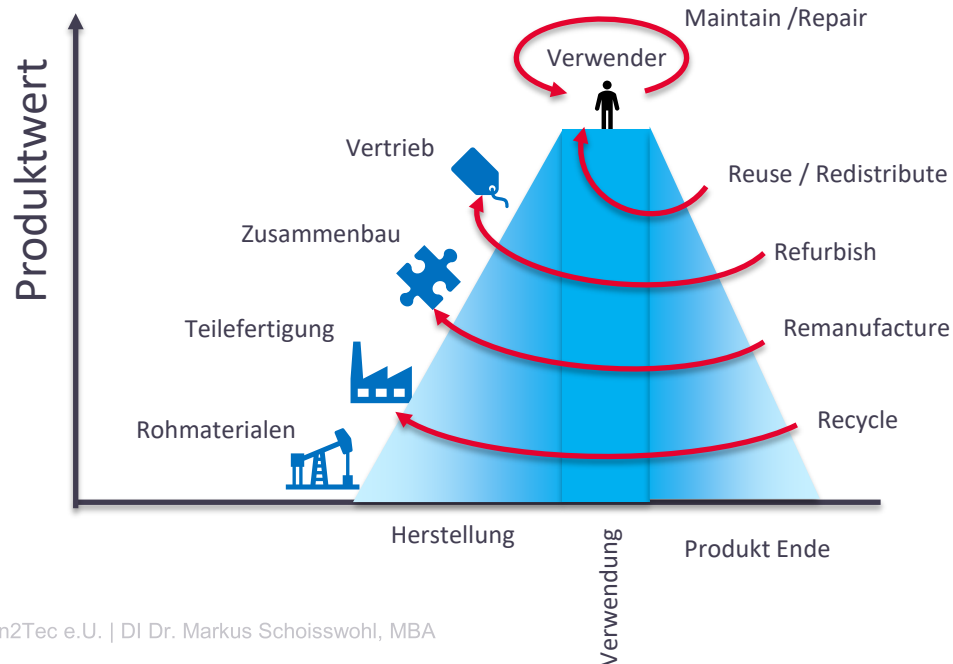 Maintain /Repair
Verwender
Produktwert
Vertrieb
Reuse / Redistribute
Zusammenbau
Refurbish
Teilefertigung
Remanufacture
Rohmaterialen
Recycle
Herstellung
Verwendung
Produkt Ende
n2Tec e.U. | DI Dr. Markus Schoisswohl, MBA